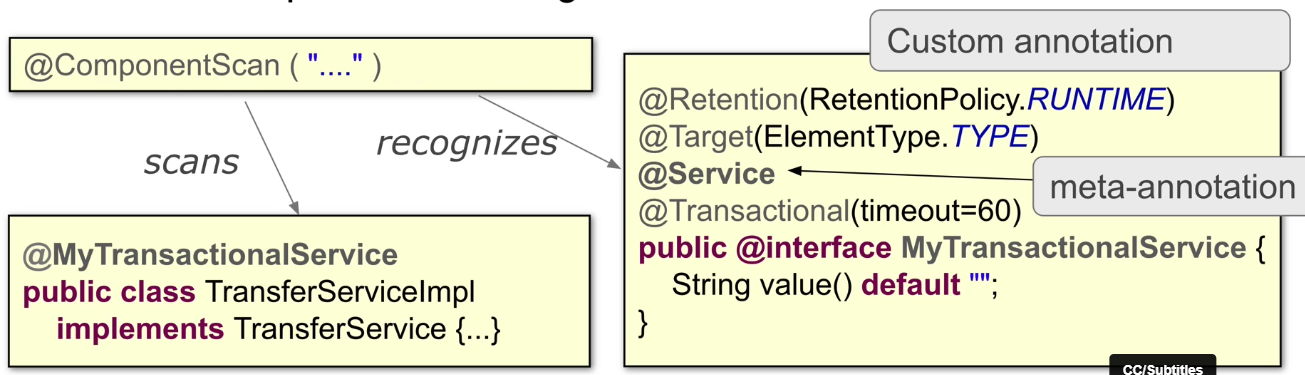 @ComponentScan ( "...." )
scans
recognizes
@MyTransactionalService
public class TransferServiceImpl
implements TransferService {...}
Custom annotation
@Retention(RetentionPolicy.RUNTIME)
@Target(ElementType.TYPE)
@Service
meta-annotation
@Transactional(timeout=60)
public @interface MyTransactionalService {
String value() default "";
}
CC/Subtitles